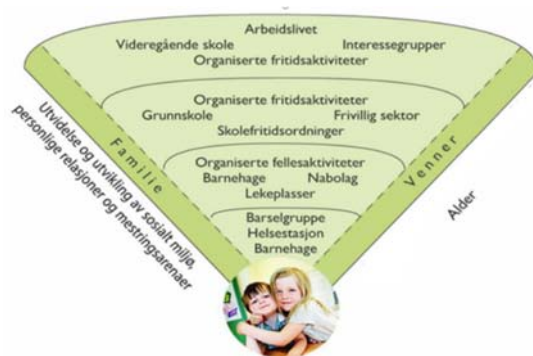 Arbeidslivet
Videregående skole Interessegrupper
Organiserte fritidsaktiviteter
Organiserte fritidsaktiviteter
Grunnskole Frivillig sektor
Skolefritidsordninger
Organiserte fellesaktiviteter
Barnehage Nabolag
Lekeplasser
Barselgruppe
Helsestasjon
Barnehage
Familie
Venner
Utvidelse og utvikling av sosialt miljø,
personlige relasjoner og mestringsarenaer
Alder